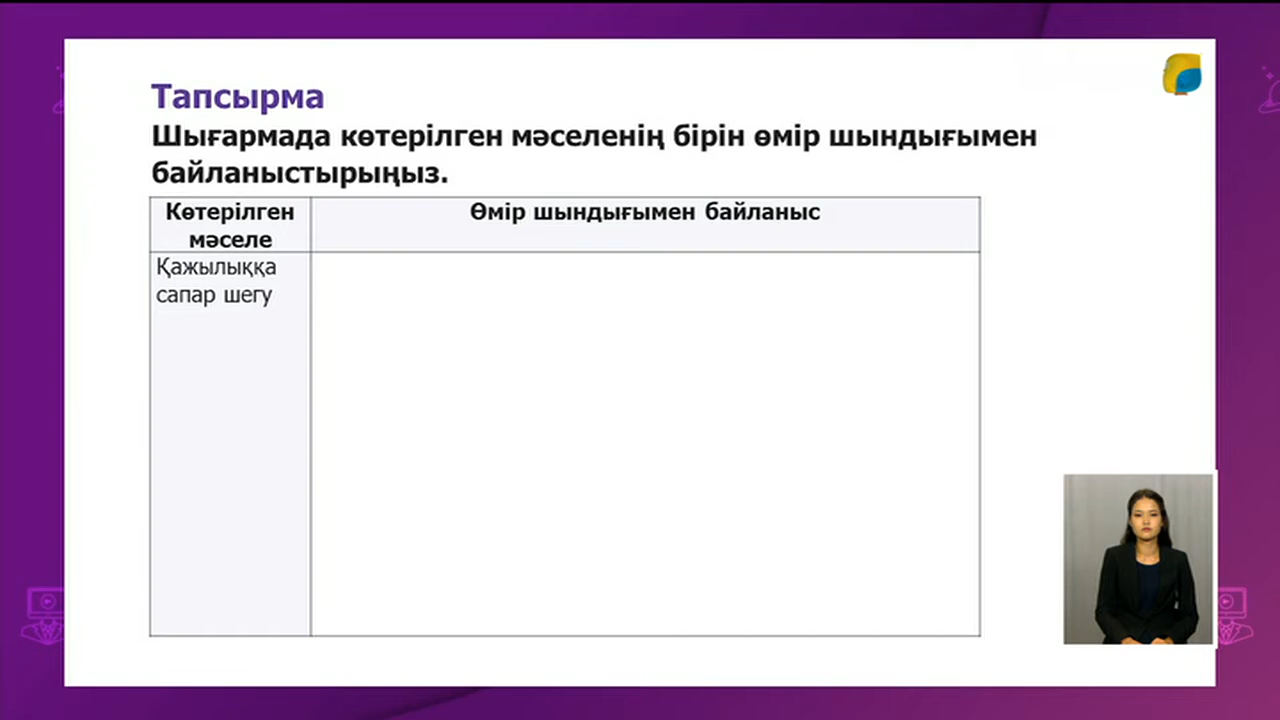 Тапсырма
Шығармада көтерілген мәселенің бірін өмір шындығымен
байланыстырыңыз.
Көтерілген
мәселе
Өмір шындығымен байланыс
Қажылыққа
сапар шегу